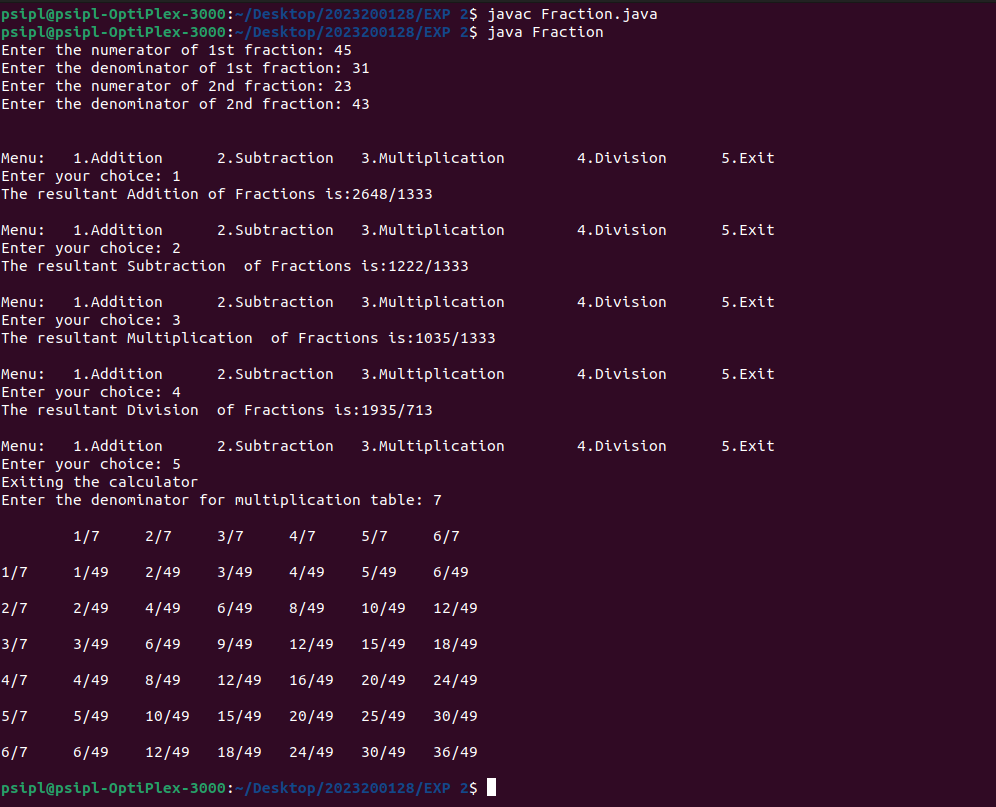 psipl@psipl-OptiPlex-3000:~/Desktop/2023200128/EXP 2$ javac Fraction.java
psipl@psipl-OptiPlex-3000:~/Desktop/2023200128/EXP 2$ java Fraction
Enter the numerator of 1st fraction: 45
Enter the denominator of 1st fraction: 31
Enter the numerator of 2nd fraction: 23
Enter the denominator of 2nd fraction: 43
Menu:   1.Addition      2.Subtraction   3.Multiplication        4.Division      5.Exit
Enter your choice: 1
The resultant Addition of Fractions is:2648/1333
Menu:   1.Addition      2.Subtraction   3.Multiplication        4.Division      5.Exit
Enter your choice: 2
The resultant Subtraction  of Fractions is:1222/1333
Menu:   1.Addition      2.Subtraction   3.Multiplication        4.Division      5.Exit
Enter your choice: 3
The resultant Multiplication  of Fractions is:1035/1333
Menu:   1.Addition      2.Subtraction   3.Multiplication        4.Division      5.Exit
Enter your choice: 4
The resultant Division  of Fractions is:1935/713
Menu:   1.Addition      2.Subtraction   3.Multiplication        4.Division      5.Exit
Enter your choice: 5
Exiting the calculator
Enter the denominator for multiplication table: 7
        1/7     2/7     3/7     4/7     5/7     6/7
1/7     1/49    2/49    3/49    4/49    5/49    6/49
2/7     2/49    4/49    6/49    8/49    10/49   12/49
3/7     3/49    6/49    9/49    12/49   15/49   18/49
4/7     4/49    8/49    12/49   16/49   20/49   24/49
5/7     5/49    10/49   15/49   20/49   25/49   30/49
6/7     6/49    12/49   18/49   24/49   30/49   36/49
psipl@psipl-OptiPlex-3000:~/Desktop/2023200128/EXP 2$